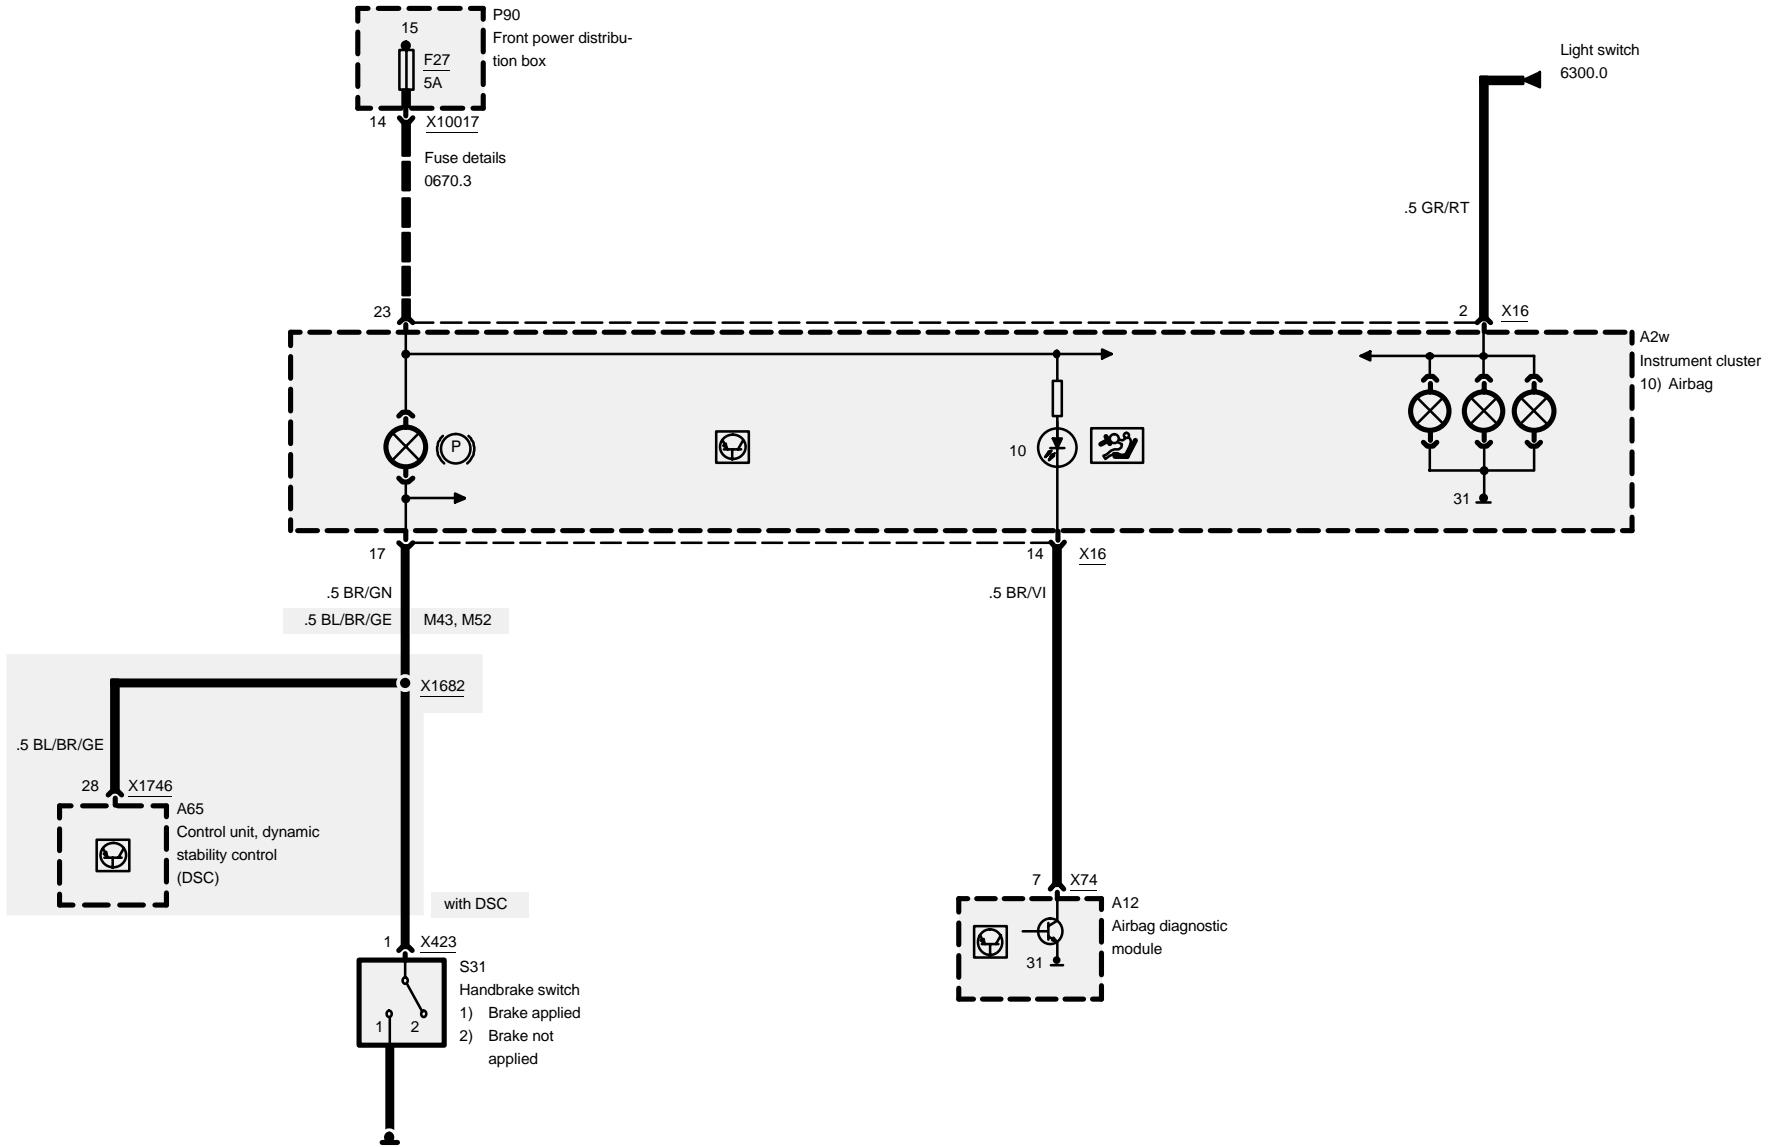 P90
15
Front power distribu-
tion box
F27
5A
14 X10017
Fuse details
0670.3
Light switch
6300.0
.5 GR/RT
23
2 X16
A2w
Instrument cluster
10) Airbag
P
10
31
17
14 X16
.5 BR/GN
.5 BR/VI
.5 BL/BR/GE M43, M52
X1682
.5 BL/BR/GE
28 X1746
A65
Control unit, dynamic
stability control
(DSC)
with DSC
7 X74
A12
Airbag diagnostic
module
31
1 X423
S31
Handbrake switch
1) Brake applied
2) Brake not
applied
1 2